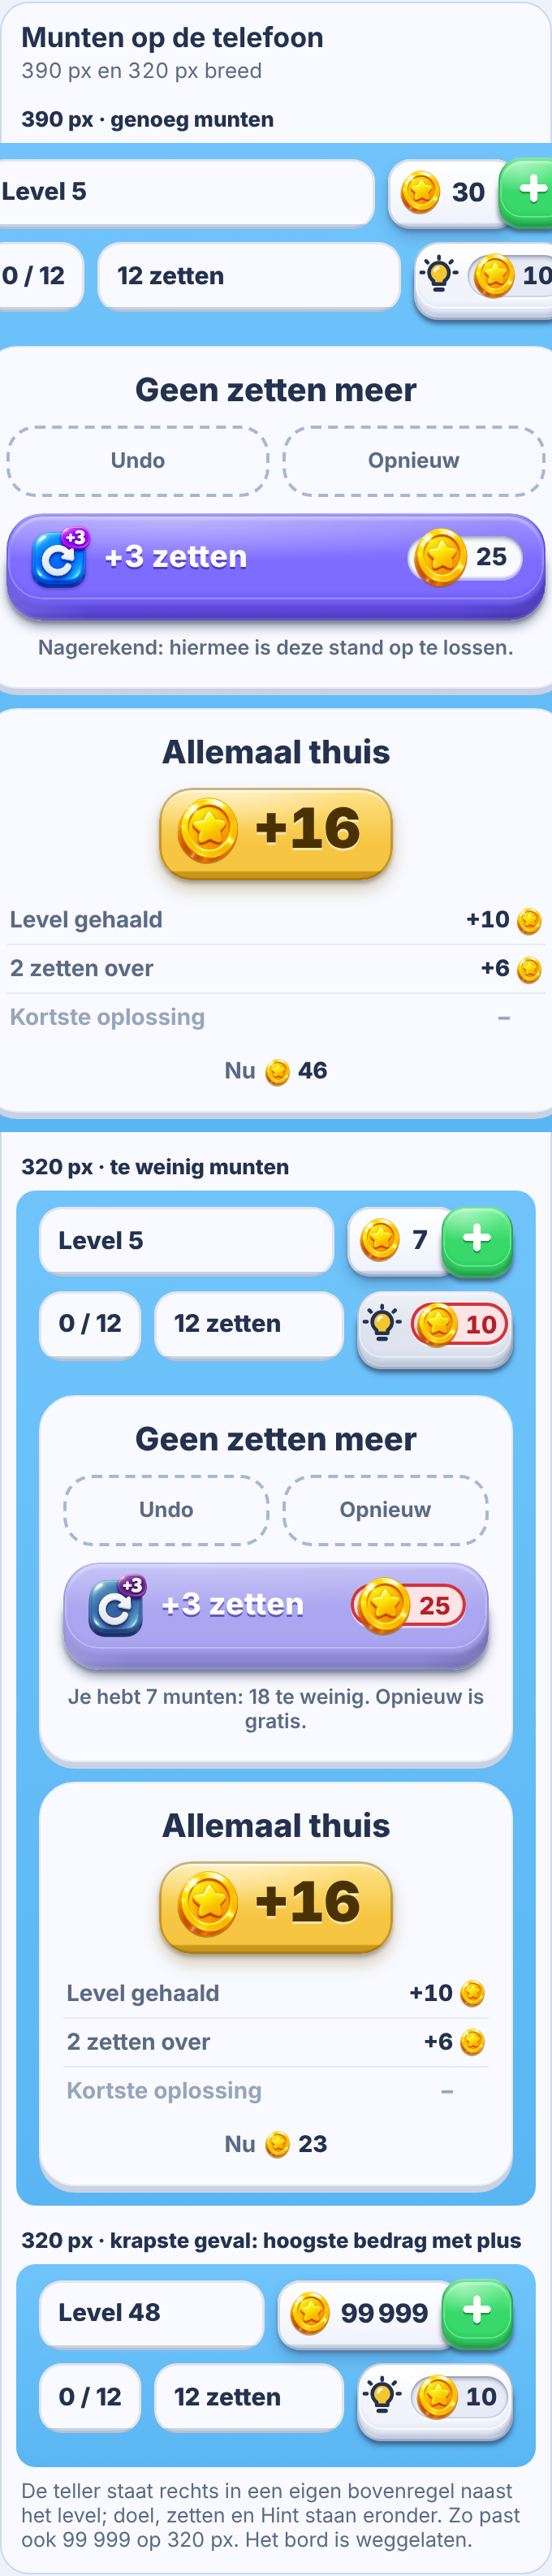 Munten op de telefoon
390 px en 320 px breed
390 px · genoeg munten
Level 5
30
0 / 12
12 zetten
10
Geen zetten meer
Undo
Opnieuw
+3
+3 zetten
25
Nagerekend: hiermee is deze stand op te lossen.
Allemaal thuis
+16
Level gehaald +10
2 zetten over +6
Kortste oplossing –
Nu 46
320 px · te weinig munten
Level 5
7
0 / 12
12 zetten
10
Geen zetten meer
Undo
Opnieuw
+3
+3 zetten
25
Je hebt 7 munten: 18 te weinig. Opnieuw is
gratis.
Allemaal thuis
+16
Level gehaald +10
2 zetten over +6
Kortste oplossing –
Nu 23
320 px · krapste geval: hoogste bedrag met plus
Level 48
99 999
0 / 12
12 zetten
10
De teller staat rechts in een eigen bovenregel naast
het level; doel, zetten en Hint staan eronder. Zo past
ook 99 999 op 320 px. Het bord is weggelaten.